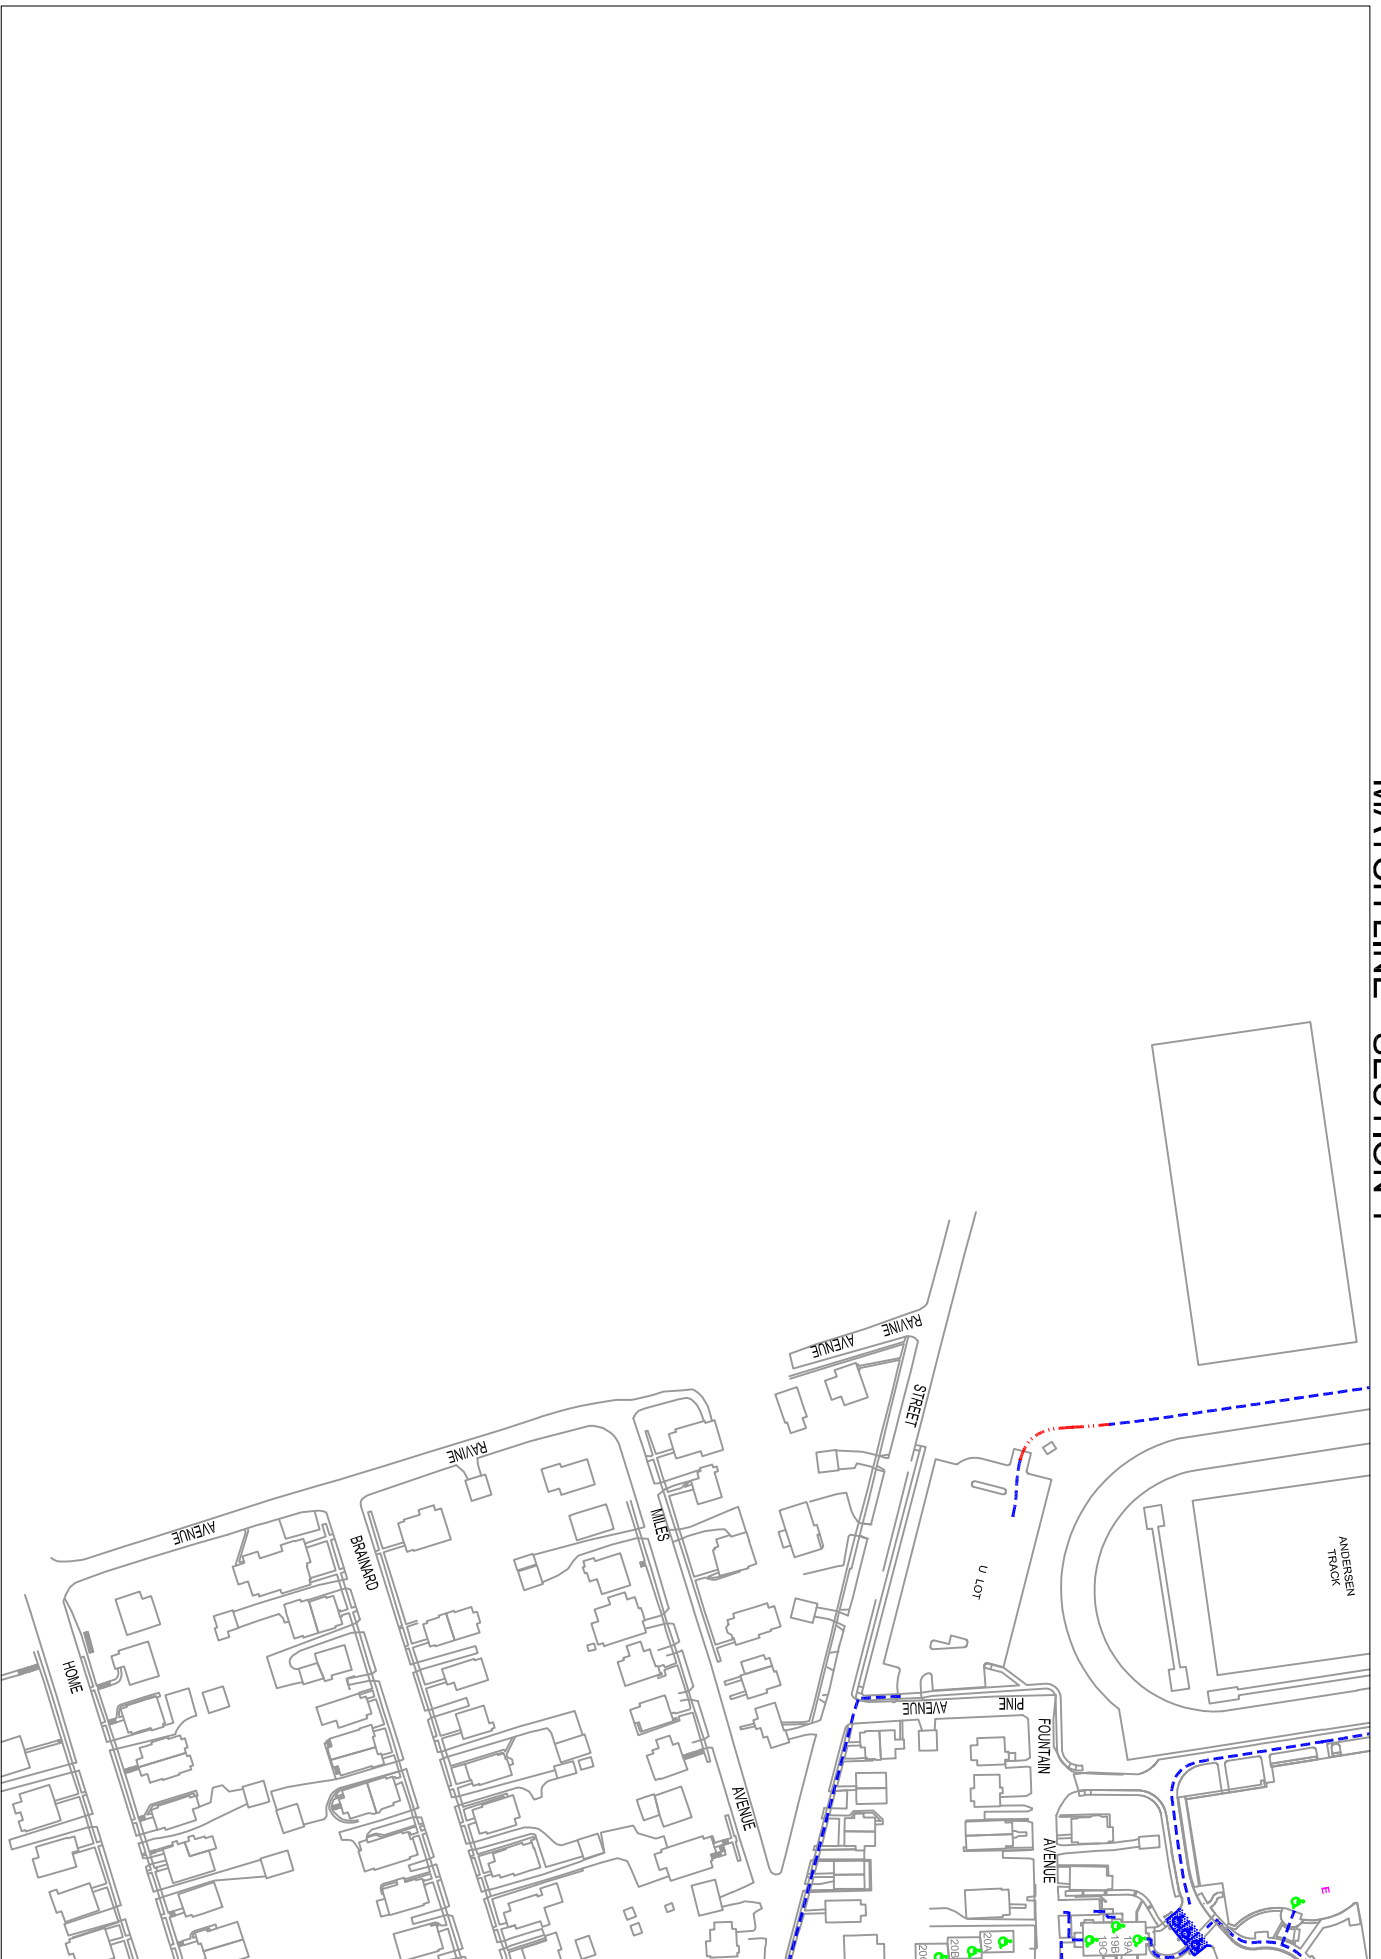 MATCH LINE - SECTION 1
RAVINE
AVENUE
STREET
RAVINE
AVENUE
MILES
BRAINARD
U LOT
ANDERSEN
TRACK
HOME
PINE
AVENUE
FOUNTAIN
AVENUE
AVENUE
E
20A
20B
19A
19B
19C